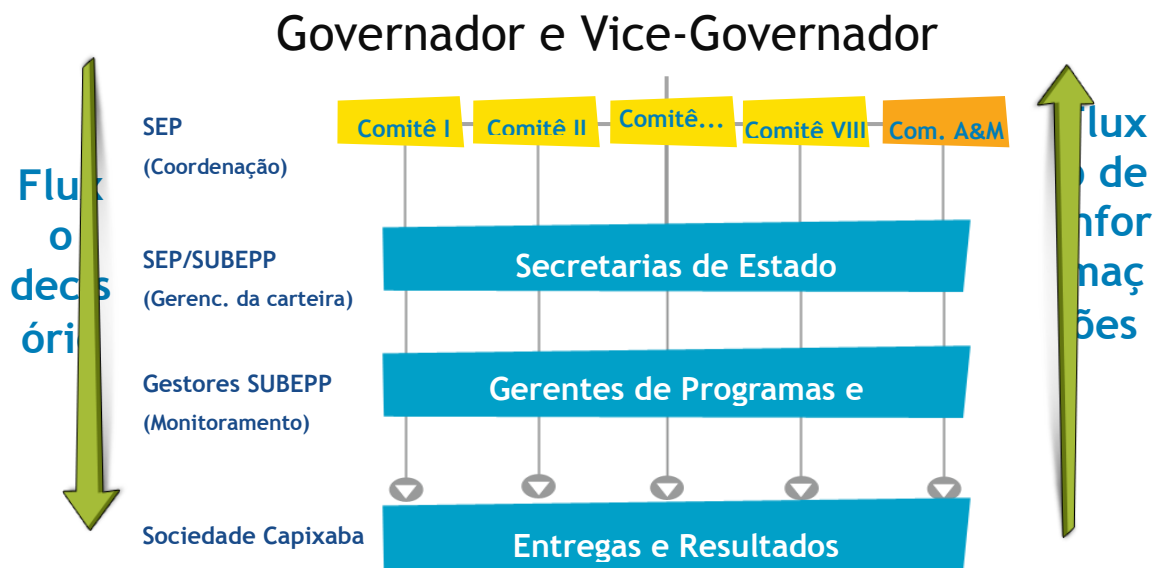 Governador e Vice-Governador
SEP
(Coordenação)
Comitê I
Comitê II
Comitê...
Comitê VIII
Com. A&M
Flux
o
decis
óri
flux
o de
nfor
maç
ões
SEP/SUBEPP
(Gerenc. da carteira)
Secretarias de Estado
Gestores SUBEPP
(Monitoramento)
Gerentes de Programas e
Sociedade Capixaba
Entregas e Resultados